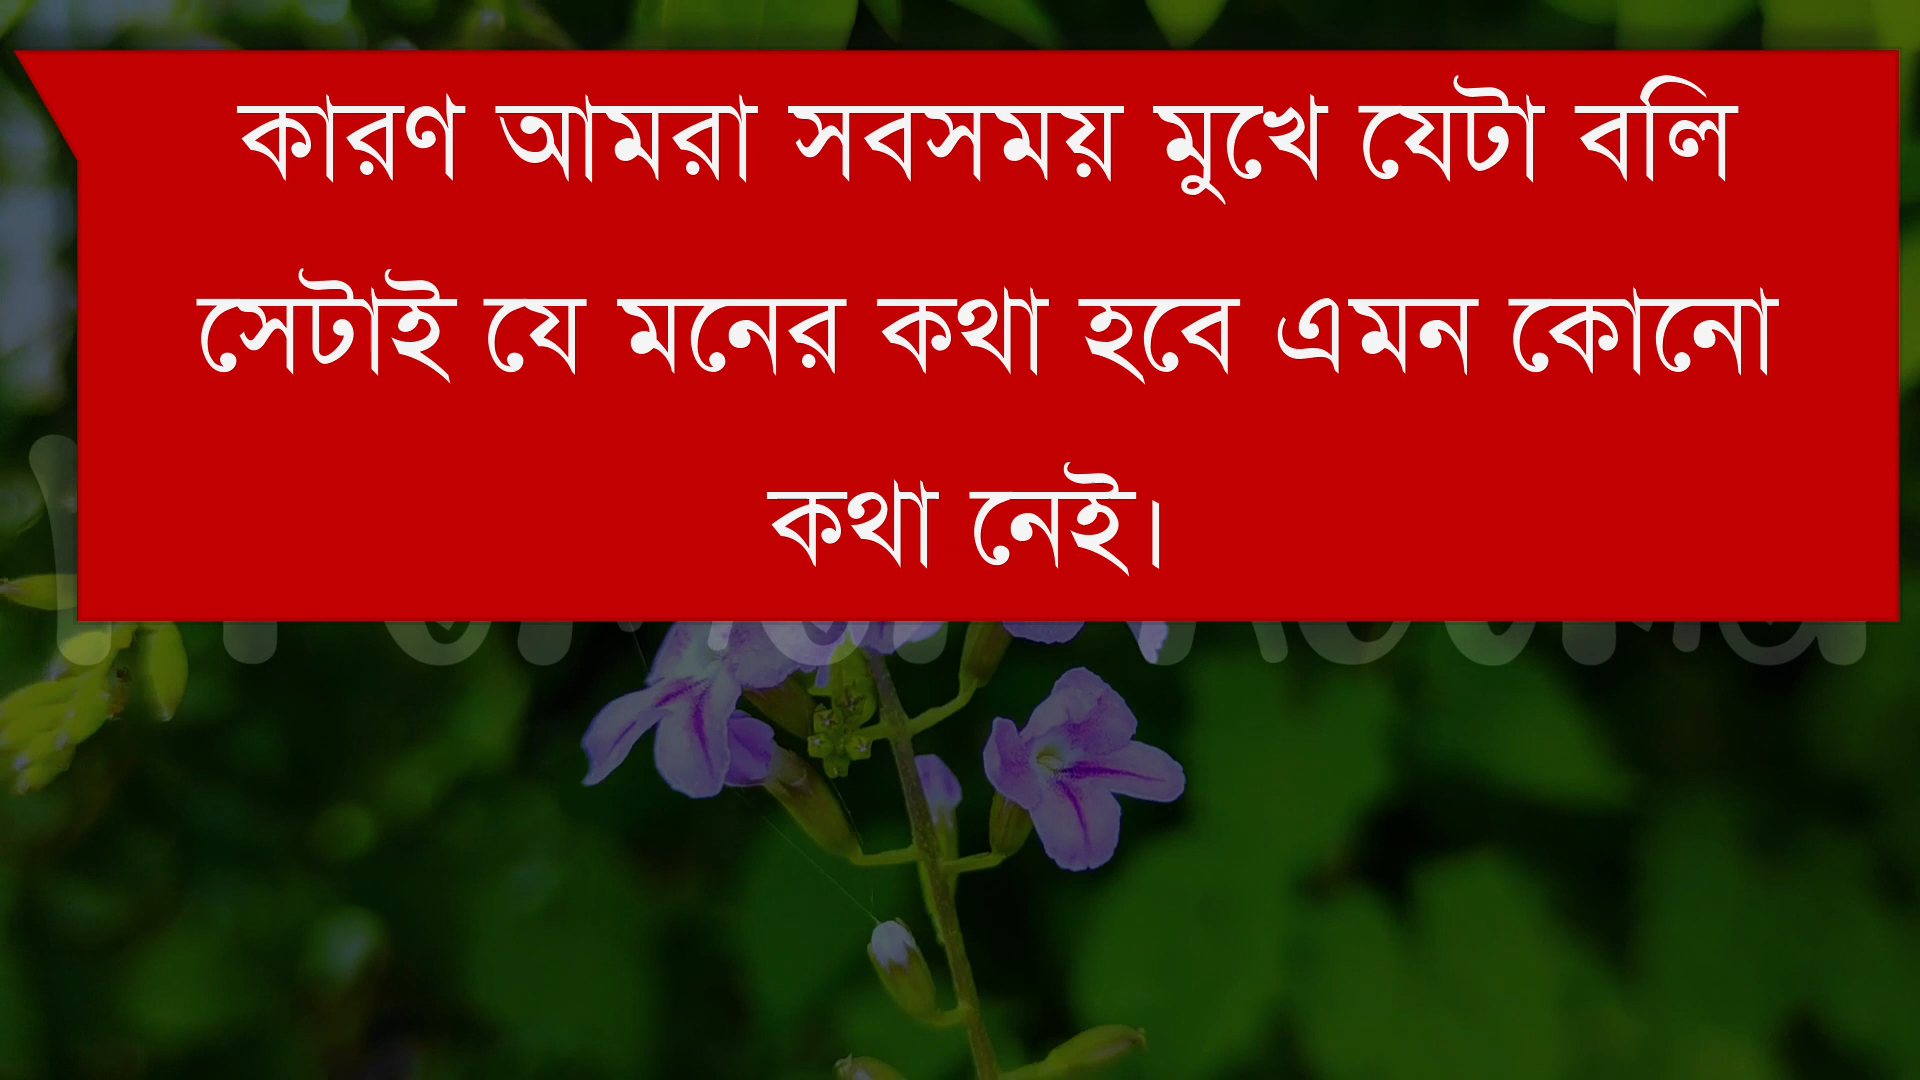 কারণ আমরা সবসময় মুখে যেটা বলি
সেটাই যে মনের কথা হবে এমন কোনো
কথা নেই।